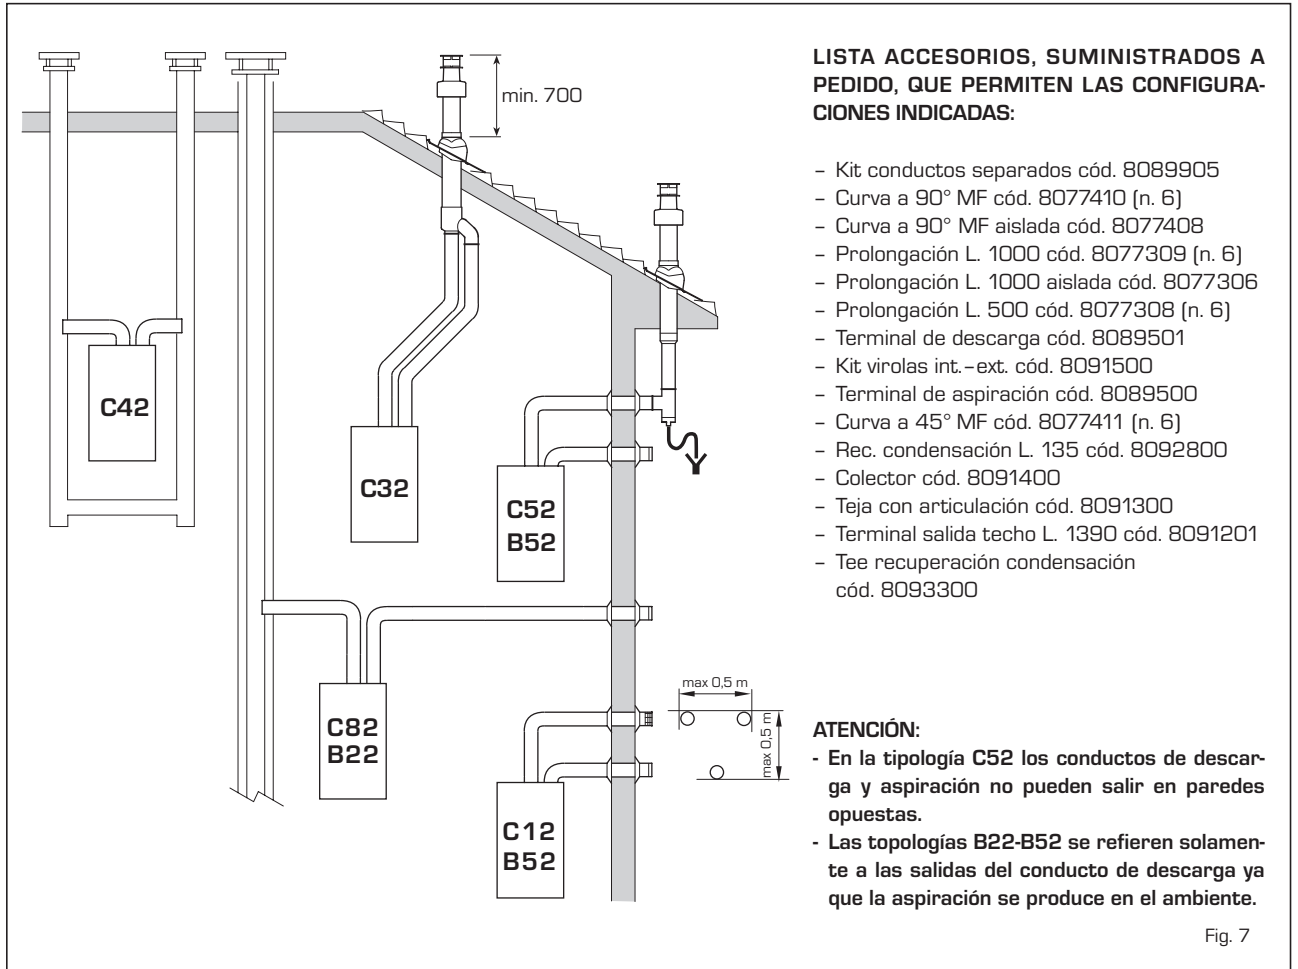 min. 700
C42
C32
C52
B52
C82
B22
C12
B52
max 0,5 m
max 0,5 m
LISTA ACCESORIOS, SUMINISTRADOS A
PEDIDO, QUE PERMITEN LAS CONFIGURA-
CIONES INDICADAS:
– Kit conductos separados cód. 8089905
– Curva a 90° MF cód. 8077410 (n. 6)
– Curva a 90° MF aislada cód. 8077408
– Prolongación L. 1000 cód. 8077309 (n. 6)
– Prolongación L. 1000 aislada cód. 8077306
– Prolongación L. 500 cód. 8077308 (n. 6)
– Terminal de descarga cód. 8089501
– Kit virolas int.–ext. cód. 8091500
– Terminal de aspiración cód. 8089500
– Curva a 45° MF cód. 8077411 (n. 6)
– Rec. condensación L. 135 cód. 8092800
– Colector cód. 8091400
– Teja con articulación cód. 8091300
– Terminal salida techo L. 1390 cód. 8091201
– Tee recuperación condensación
cód. 8093300
ATENCIÓN:
- En la tipología C52 los conductos de descar-
ga y aspiración no pueden salir en paredes
opuestas.
- Las topologías B22-B52 se refieren solamen-
te a las salidas del conducto de descarga ya
que la aspiración se produce en el ambiente.
Fig. 7